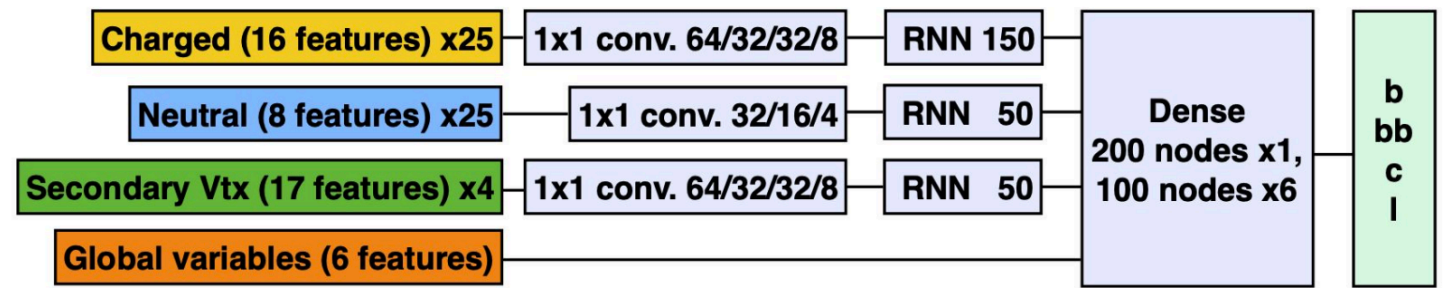 Charged (16 features) x25
1x1 conv. 64/32/32/8
RNN 150
Neutral (8 features) x25
1x1 conv. 32/16/4
RNN 50
Secondary Vtx (17 features) x4
1x1 conv. 64/32/32/8
RNN 50
Global variables (6 features)
Dense
200 nodes x1,
100 nodes x6
b
bb
c
l